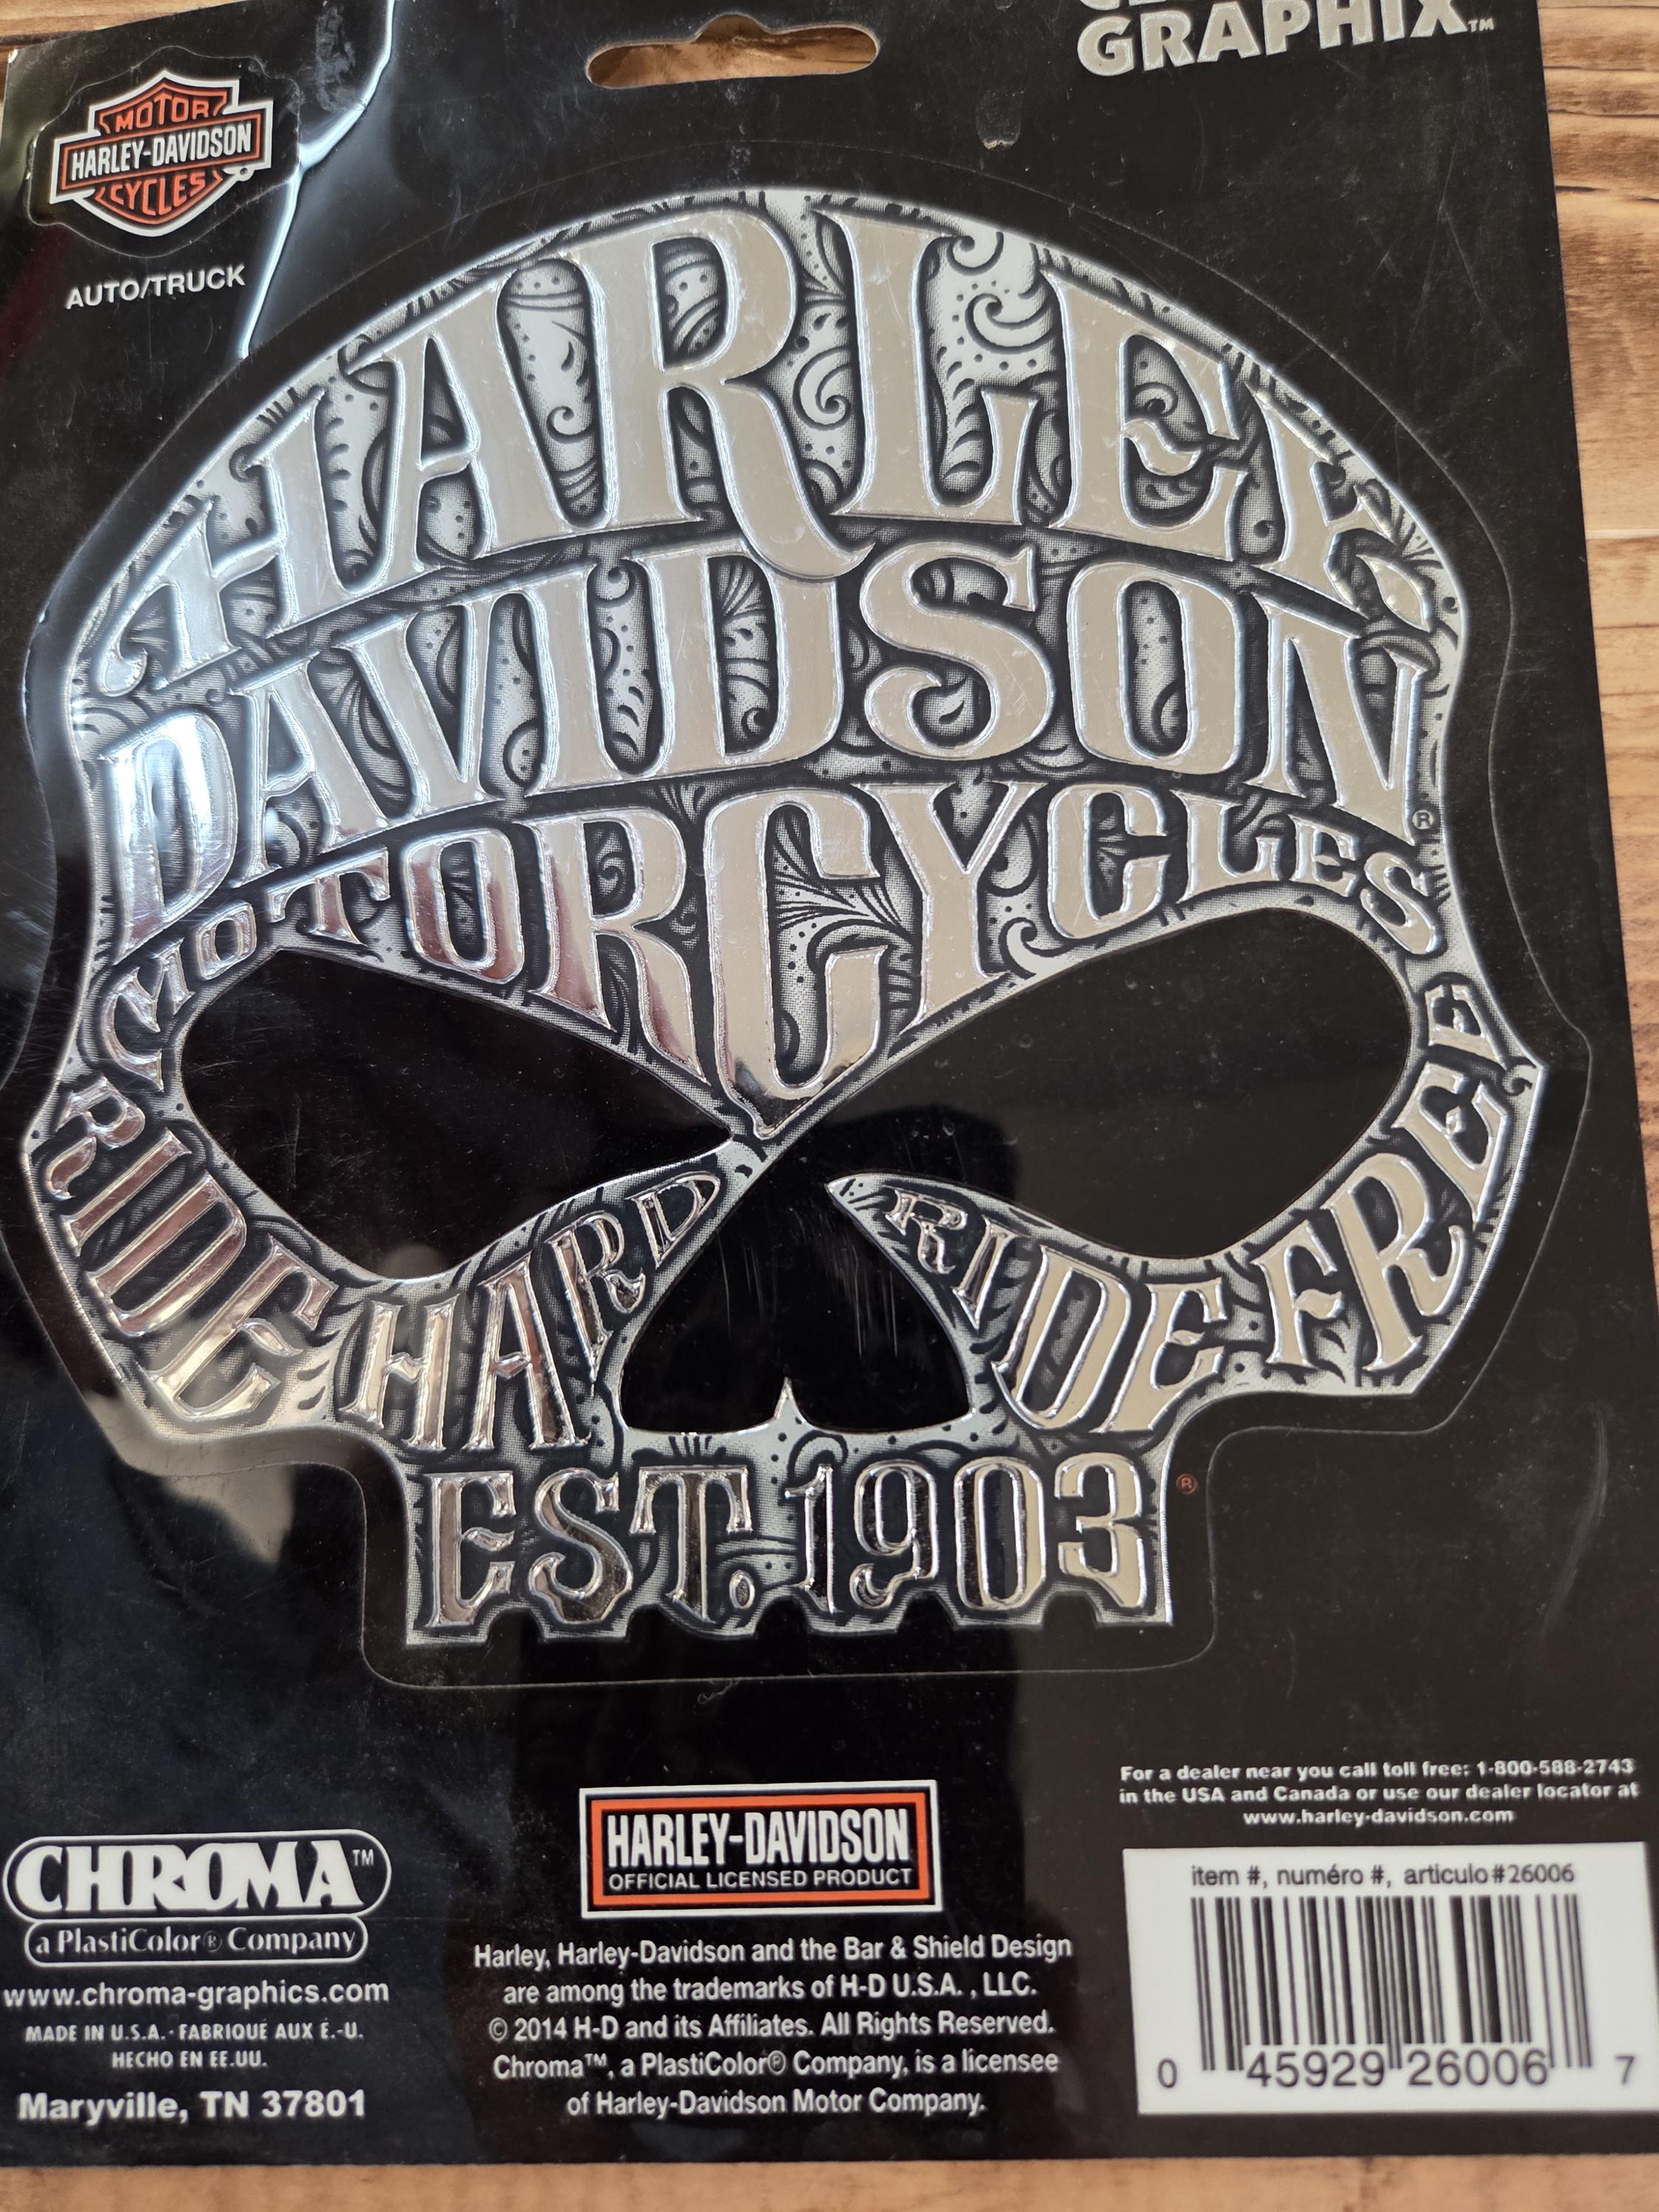 GRAPHIX™
MOTOR
HARLEY-DAVIDSON
CYCLES
AUTO/TRUCK
HARLEY
DAVIDSON®
MOTORCYCLES
RIDE HARD RIDE FREE
EST. 1903 ®
For a dealer near you call toll free: 1-800-588-2743
in the USA and Canada or use our dealer locator at
www.harley-davidson.com
CHROMA™
a PlastiColor® Company
www.chroma-graphics.com
MADE IN U.S.A.·FABRIQUÉ AUX É.-U.
HECHO EN EE.UU.
Maryville, TN 37801
HARLEY-DAVIDSON
OFFICIAL LICENSED PRODUCT
Harley, Harley-Davidson and the Bar & Shield Design
are among the trademarks of H-D U.S.A. , LLC.
© 2014 H-D and its Affiliates. All Rights Reserved.
Chroma™, a PlastiColor® Company, is a licensee
of Harley-Davidson Motor Company.
item #, numéro #, articulo#26006
0 45929 26006 7